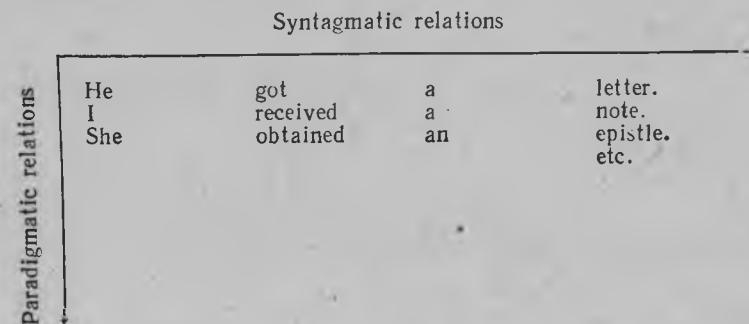 Syntagmatic relations
Paradigmatic relations
He got a letter.
I received a note.
She obtained an epistle.
etc.